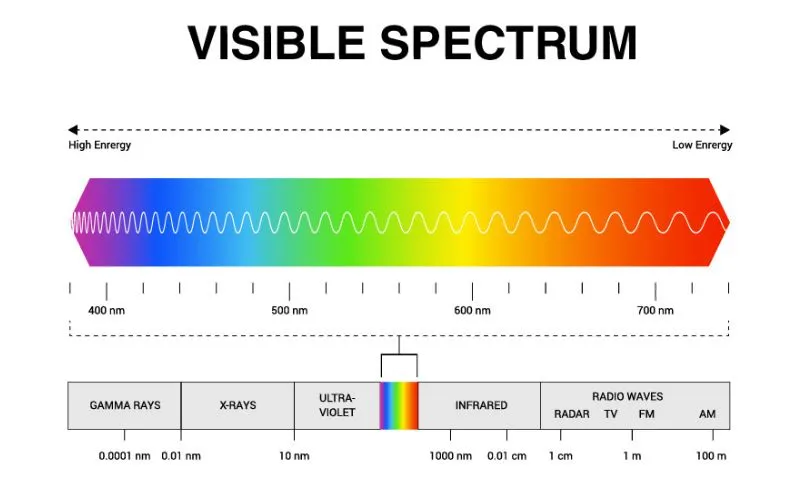 VISIBLE SPECTRUM
High Enrergy
Low Enrergy
400 nm
500 nm
600 nm
700 nm
GAMMA RAYS
X-RAYS
ULTRA-
VIOLET
INFRARED
RADIO WAVES
RADAR TV FM AM
0.0001 nm 0.01 nm 10 nm 1000 nm 0.01 cm 1 cm 1 m 100 m